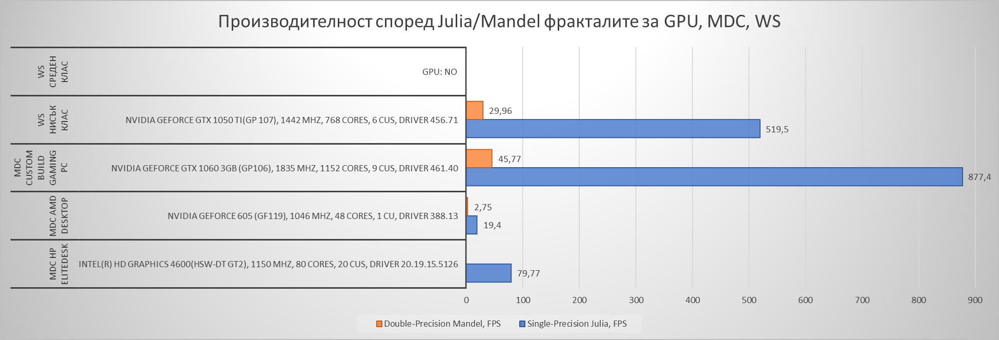 Производителност според Julia/Mandel фракталите за GPU, MDC, WS
WS
СРЕДЕН
КЛАС
GPU: NO
WS
НИСЪК
КЛАС
NVIDIA GEFORCE GTX 1050 TI(GP 107), 1442 MHZ, 768 CORES, 6 CUS, DRIVER 456.71
29,96
519,5
MDC
CUSTOM
BUILD
GAMING
PC
NVIDIA GEFORCE GTX 1060 3GB (GP106), 1835 MHZ, 1152 CORES, 9 CUS, DRIVER 461.40
45,77
877,4
MDC AMD
DESKTOP
NVIDIA GEFORCE 605 (GF119), 1046 MHZ, 48 CORES, 1 CU, DRIVER 388.13
2,75
19,4
MDC HP
ELITEDESK
INTEL(R) HD GRAPHICS 4600(HSW-DT GT2), 1150 MHZ, 80 CORES, 20 CUS, DRIVER 20.19.15.5126
79,77
0 100 200 300 400 500 600 700 800 900
Double-Precision Mandel, FPS Single-Precision Julia, FPS